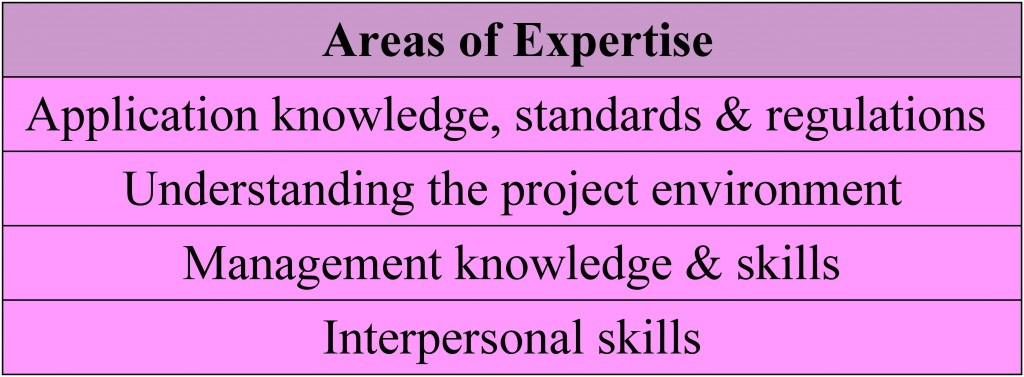 Areas of Expertise
Application knowledge, standards & regulations
Understanding the project environment
Management knowledge & skills
Interpersonal skills